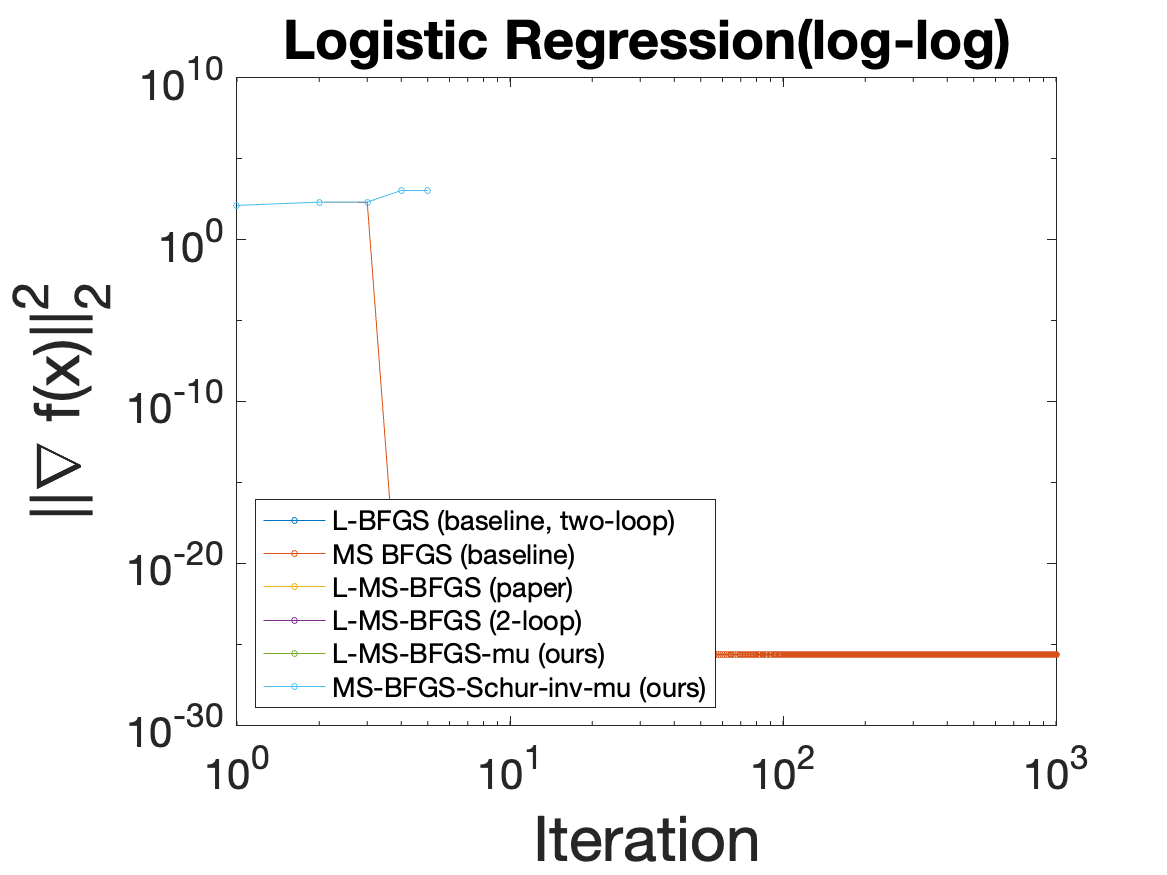 Logistic Regression(log-log)
10^10
10^0
10^-10
10^-20
10^-30
||∇ f(x)||_2^2
L-BFGS (baseline, two-loop)
MS BFGS (baseline)
L-MS-BFGS (paper)
L-MS-BFGS (2-loop)
L-MS-BFGS-mu (ours)
MS-BFGS-Schur-inv-mu (ours)
10^0 10^1 10^2 10^3
Iteration